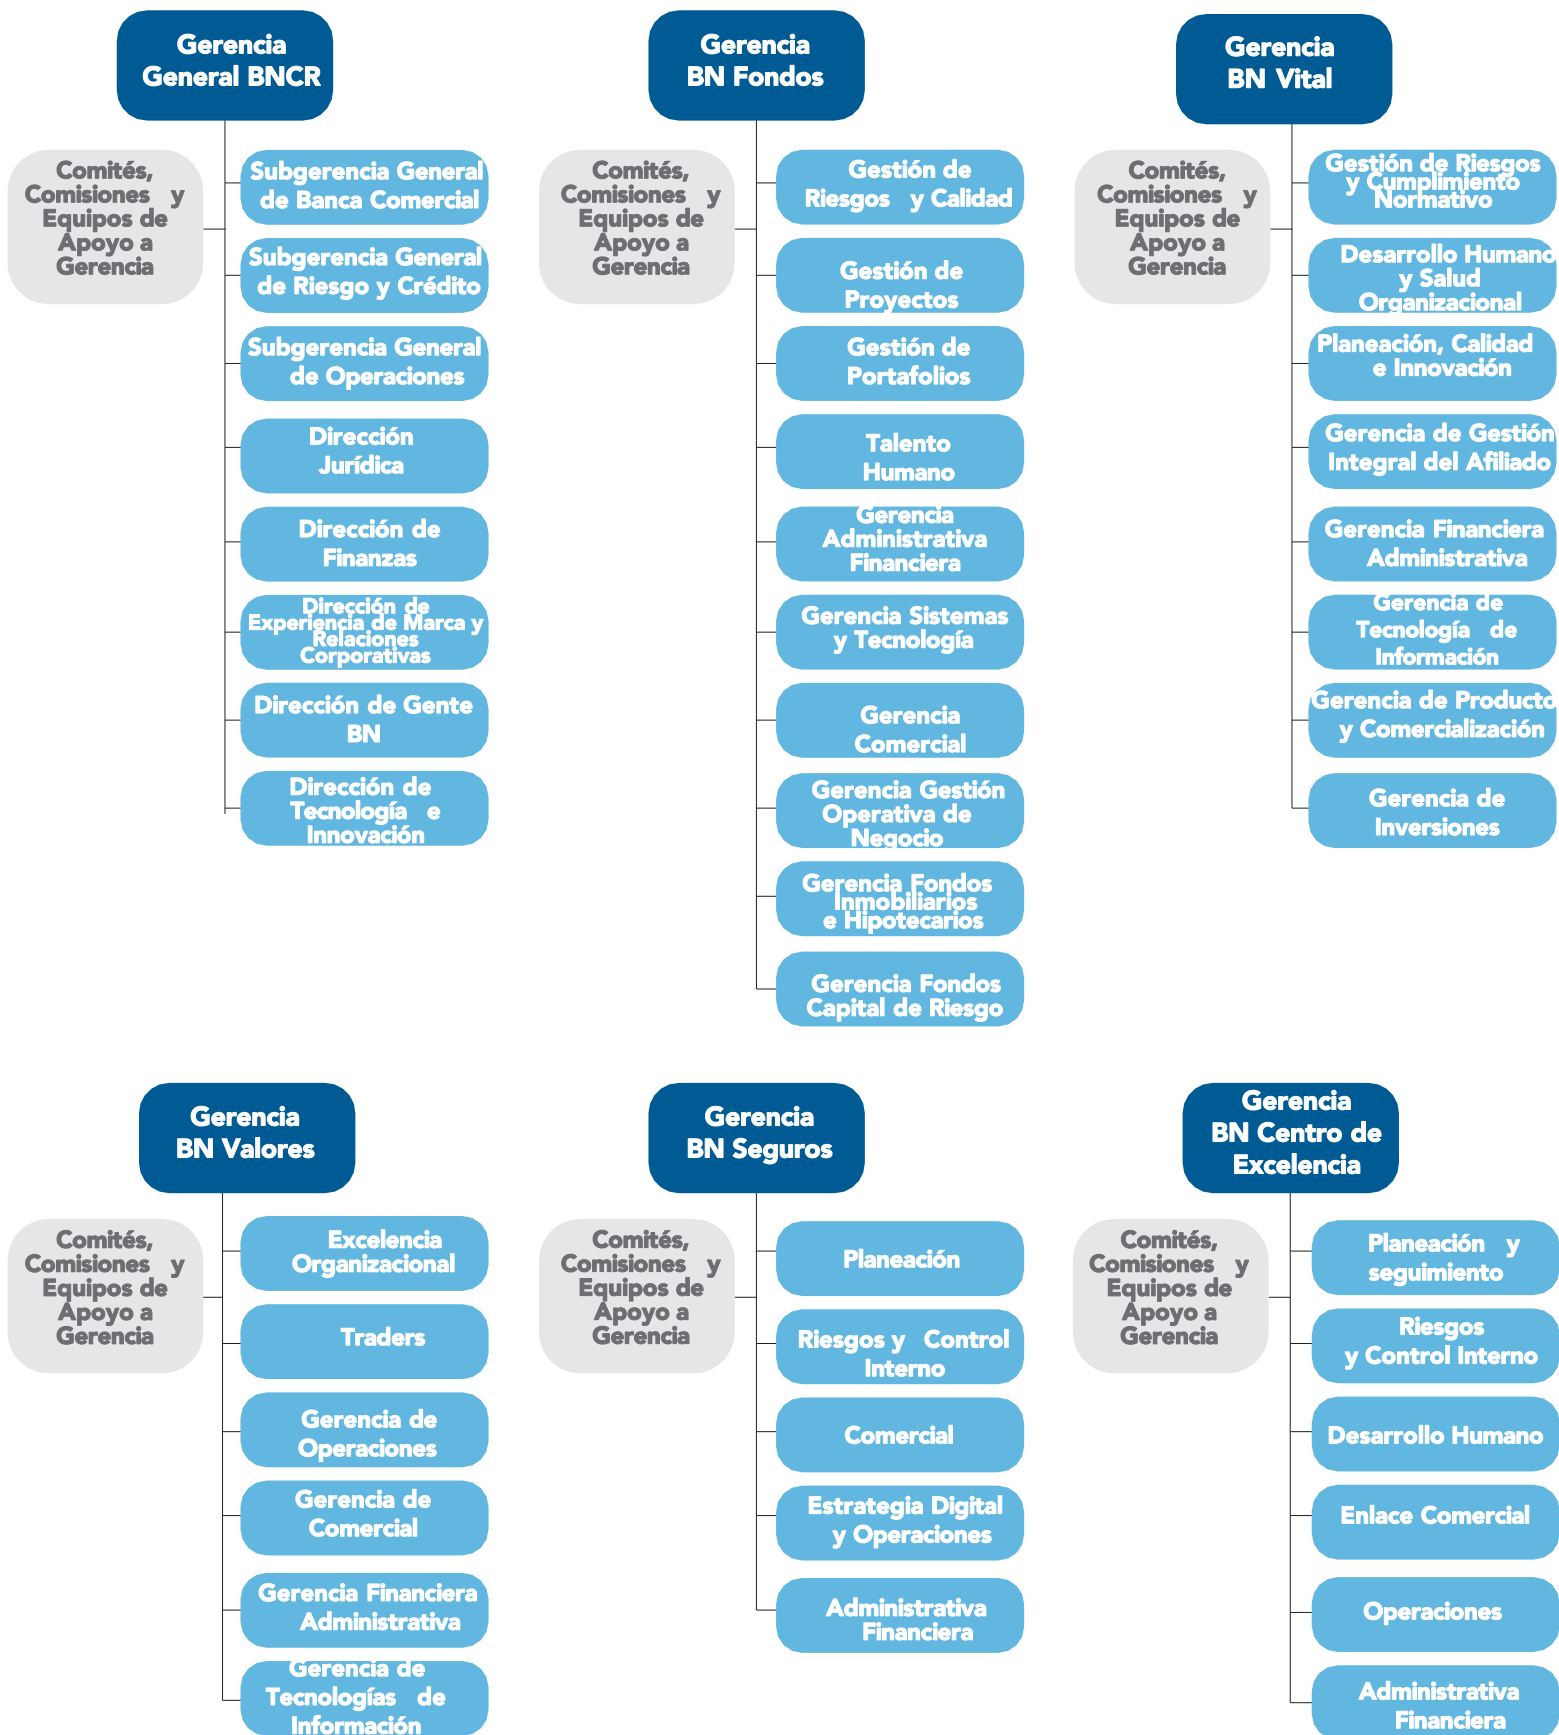 Gerencia
General BNCR
Comités,
Comisiones y
Equipos de
Apoyo a
Gerencia
Subgerencia General
de Banca Comercial
Subgerencia General
de Riesgo y Crédito
Subgerencia General
de Operaciones
Dirección
Jurídica
Dirección de
Finanzas
Dirección de
Experiencia de Marca y
Relaciones
Corporativas
Dirección de Gente
BN
Dirección de
Tecnología e
Innovación
Gerencia
BN Fondos
Comités,
Comisiones y
Equipos de
Apoyo a
Gerencia
Gestión de
Riesgos y Calidad
Gestión de
Proyectos
Gestión de
Portafolios
Talento
Humano
Gerencia
Administrativa
Financiera
Gerencia Sistemas
y Tecnología
Gerencia
Comercial
Gerencia Gestión
Operativa de
Negocio
Gerencia Fondos
Inmobiliarios
e Hipotecarios
Gerencia Fondos
Capital de Riesgo
Gerencia
BN Vital
Comités,
Comisiones y
Equipos de
Apoyo a
Gerencia
Gestión de Riesgos
y Cumplimiento
Normativo
Desarrollo Humano
y Salud
Organizacional
Planeación, Calidad
e Innovación
Gerencia de Gestión
Integral del Afiliado
Gerencia Financiera
Administrativa
Gerencia de
Tecnología de
Información
Gerencia de Producto
y Comercialización
Gerencia de
Inversiones
Gerencia
BN Valores
Comités,
Comisiones y
Equipos de
Apoyo a
Gerencia
Excelencia
Organizacional
Traders
Gerencia de
Operaciones
Gerencia de
Comercial
Gerencia Financiera
Administrativa
Gerencia de
Tecnologías de
Información
Gerencia
BN Seguros
Comités,
Comisiones y
Equipos de
Apoyo a
Gerencia
Planeación
Riesgos y Control
Interno
Comercial
Estrategia Digital
y Operaciones
Administrativa
Financiera
Gerencia
BN Centro de
Excelencia
Comités,
Comisiones y
Equipos de
Apoyo a
Gerencia
Planeación y
seguimiento
Riesgos
y Control Interno
Desarrollo Humano
Enlace Comercial
Operaciones
Administrativa
Financiera